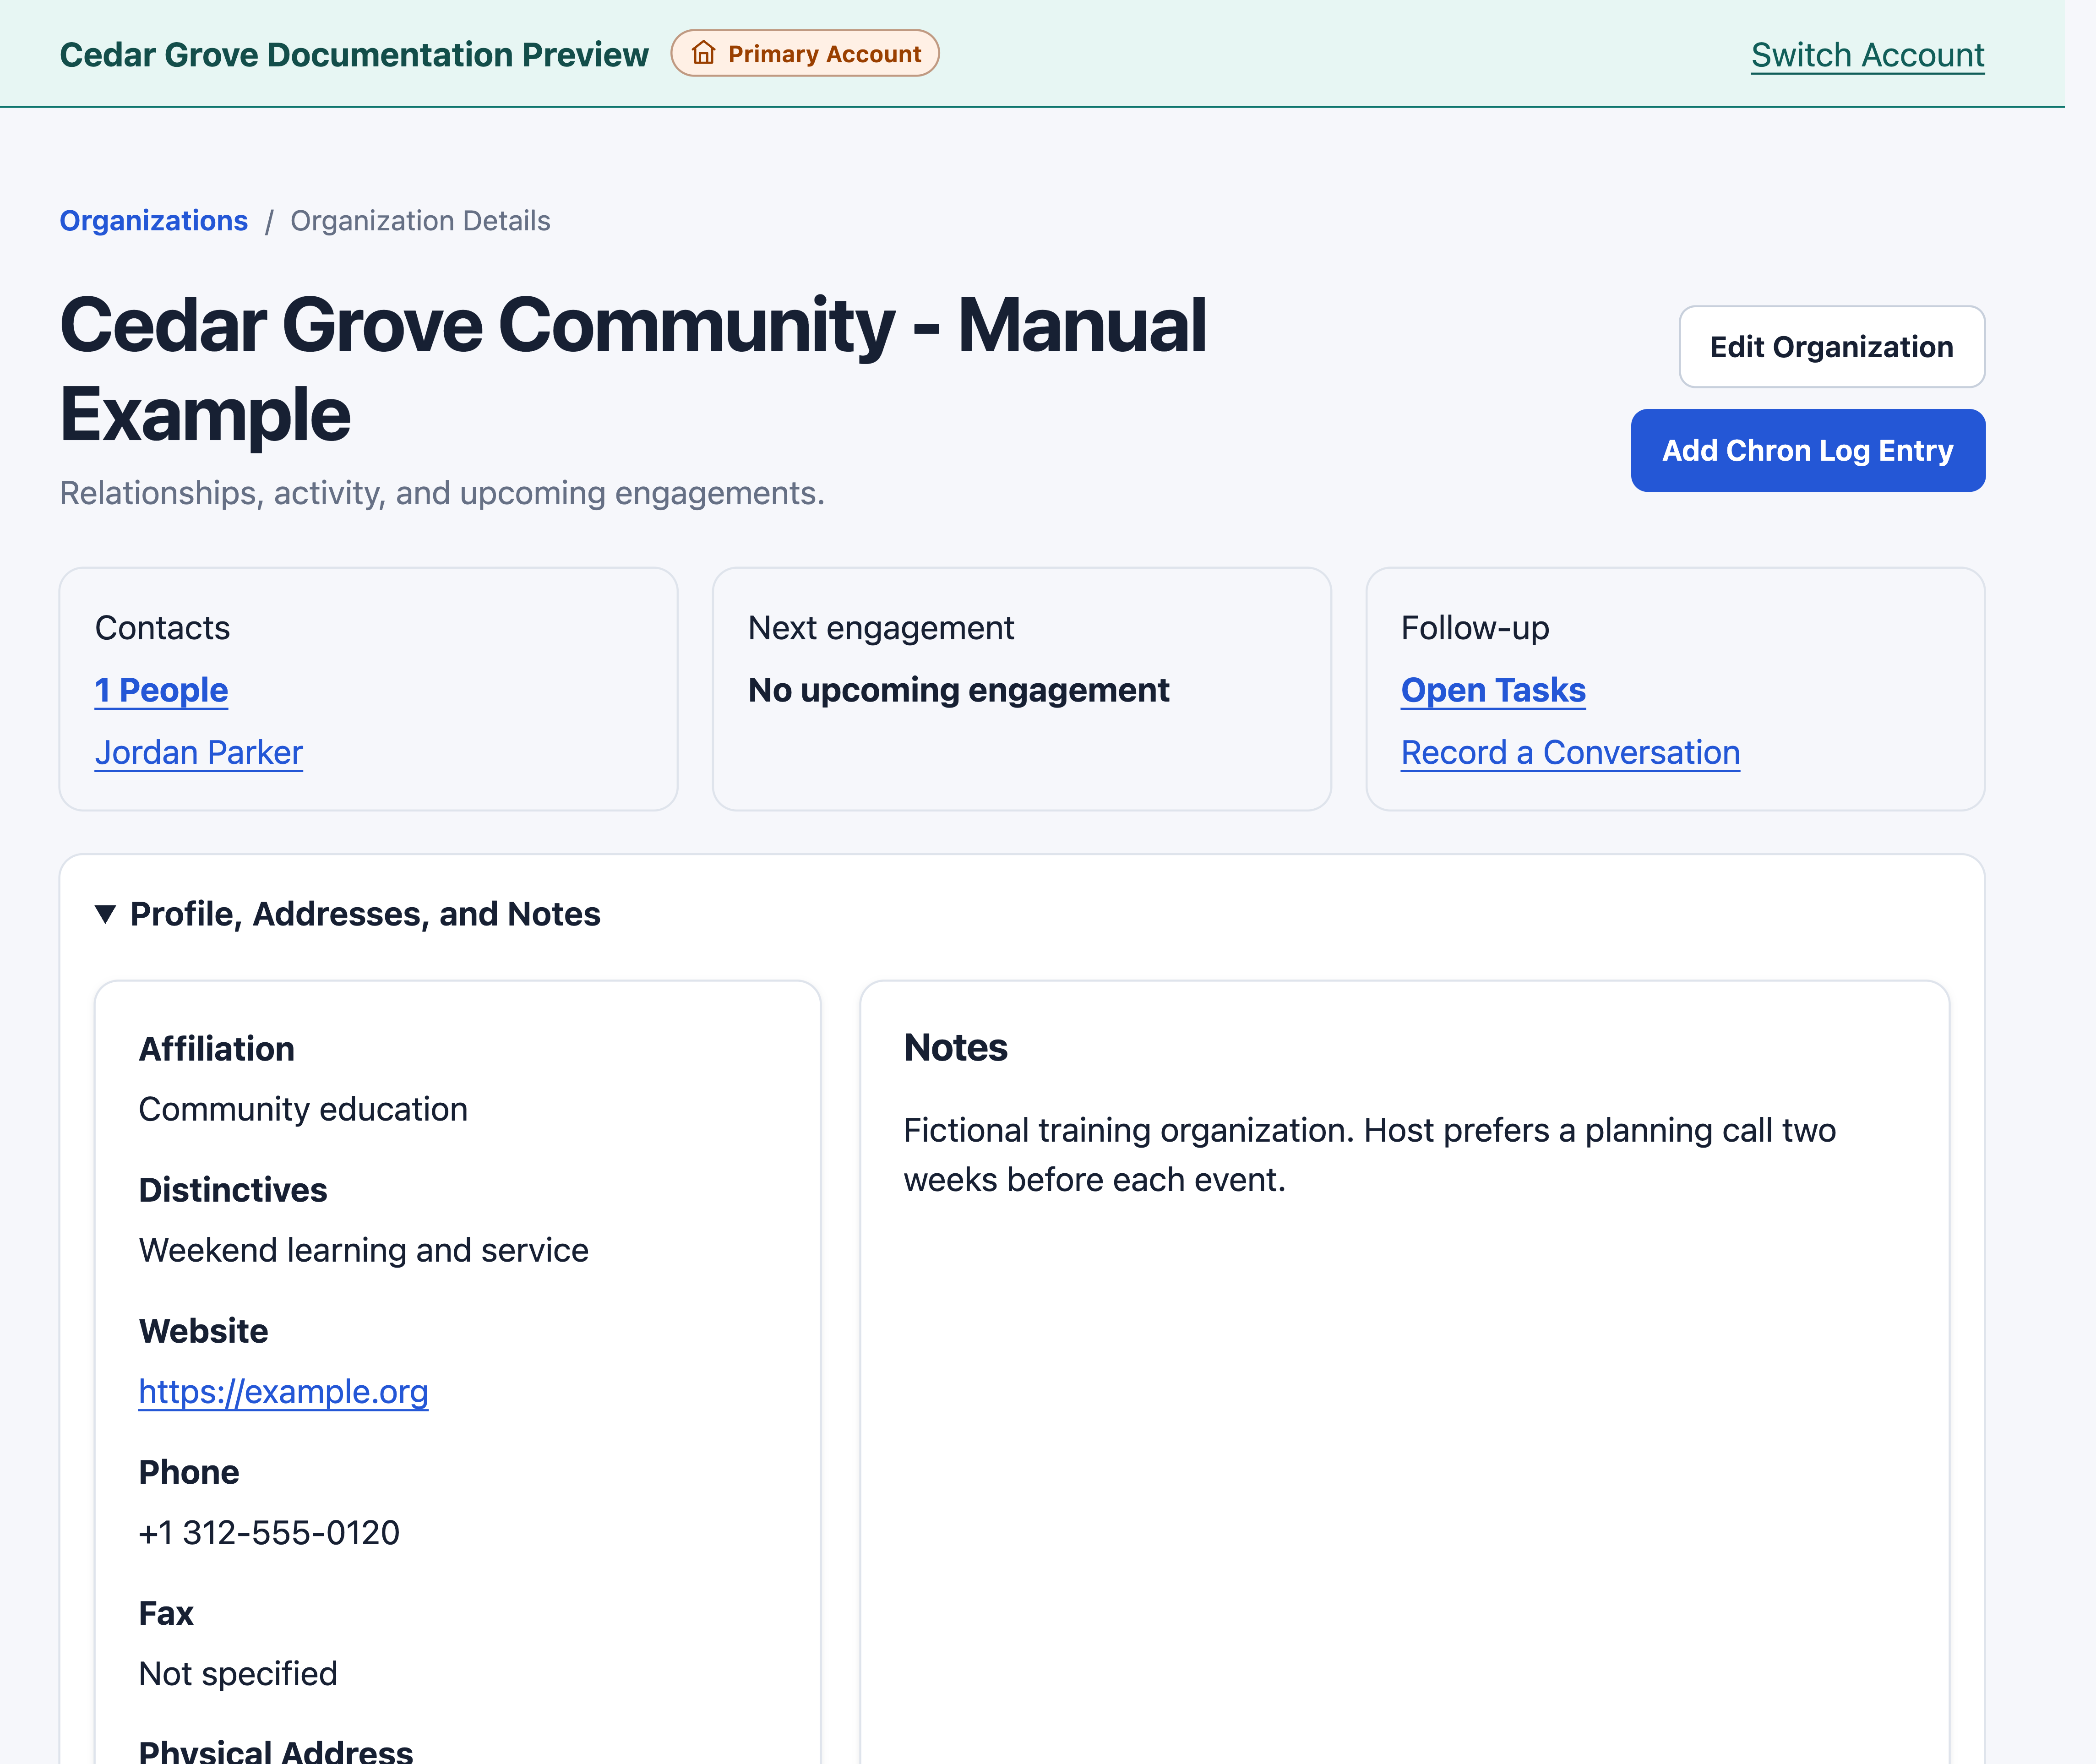 Cedar Grove Documentation Preview
Primary Account
Switch Account
Organizations / Organization Details
Cedar Grove Community - Manual
Example
Relationships, activity, and upcoming engagements.
Edit Organization
Add Chron Log Entry
Contacts
1 People
Jordan Parker
Next engagement
No upcoming engagement
Follow-up
Open Tasks
Record a Conversation
Profile, Addresses, and Notes
Affiliation
Community education
Distinctives
Weekend learning and service
Website
https://example.org
Phone
+1 312-555-0120
Fax
Not specified
Physical Address
Notes
Fictional training organization. Host prefers a planning call two
weeks before each event.